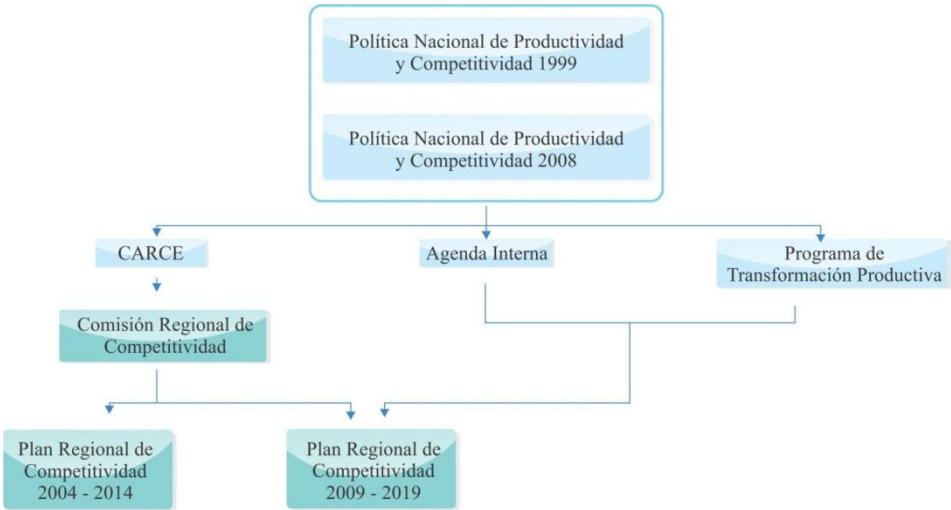 Política Nacional de Productividad
y Competitividad 1999
Política Nacional de Productividad
y Competitividad 2008
CARCE
Agenda Interna
Programa de
Transformación Productiva
Comisión Regional de
Competitividad
Plan Regional de
Competitividad
2004 - 2014
Plan Regional de
Competitividad
2009 - 2019